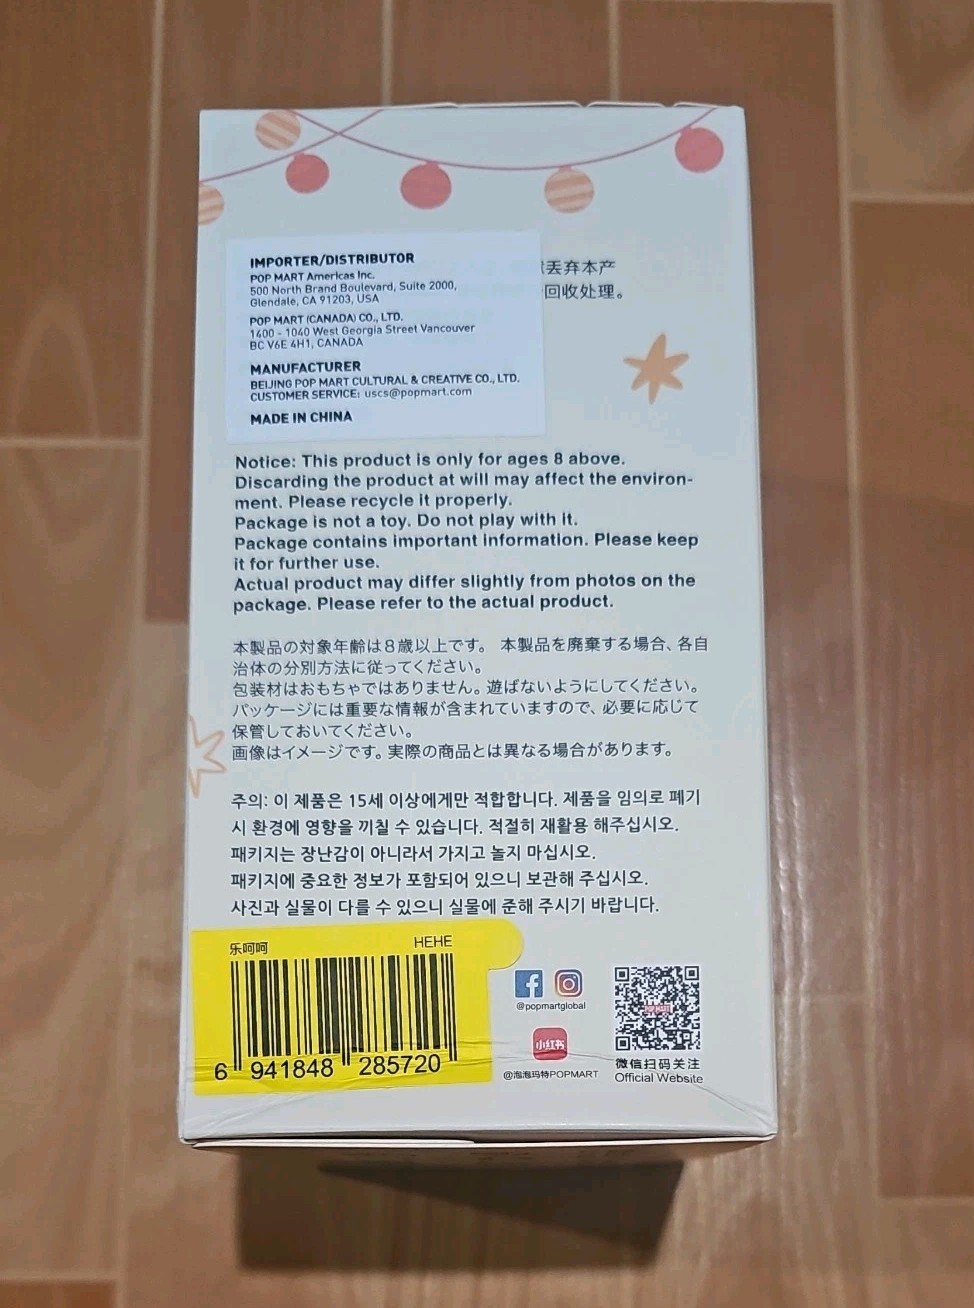 IMPORTER/DISTRIBUTOR
POP MART Americas Inc.
500 North Brand Boulevard, Suite 2000,
Glendale, CA 91203, USA
POP MART (CANADA) CO., LTD.
1400 - 1040 West Georgia Street Vancouver
BC V6E 4H1, CANADA
MANUFACTURER
BEIJING POP MART CULTURAL & CREATIVE CO., LTD.
CUSTOMER SERVICE: uscs@popmart.com
MADE IN CHINA
丢弃本产
回收处理。
Notice: This product is only for ages 8 above.
Discarding the product at will may affect the environ-
ment. Please recycle it properly.
Package is not a toy. Do not play with it.
Package contains important information. Please keep
it for further use.
Actual product may differ slightly from photos on the
package. Please refer to the actual product.
本製品の対象年齢は8歳以上です。 本製品を廃棄する場合、各自
治体の分別方法に従ってください。
包装材はおもちゃではありません。遊ばないようにしてください。
パッケージには重要な情報が含まれていますので、必要に応じて
保管しておいてください。
画像はイメージです。実際の商品とは異なる場合があります。
주의: 이 제품은 15세 이상에게만 적합합니다. 제품을 임의로 폐기
시 환경에 영향을 끼칠 수 있습니다. 적절히 재활용 해주십시오.
패키지는 장난감이 아니라서 가지고 놀지 마십시오.
패키지에 중요한 정보가 포함되어 있으니 보관해 주십시오.
사진과 실물이 다를 수 있으니 실물에 준해 주시기 바랍니다.
乐呵呵 HEHE
6 941848 285720
@popmartglobal
小红书
@泡泡玛特POPMART
POP MART
微信扫码关注
Official Website